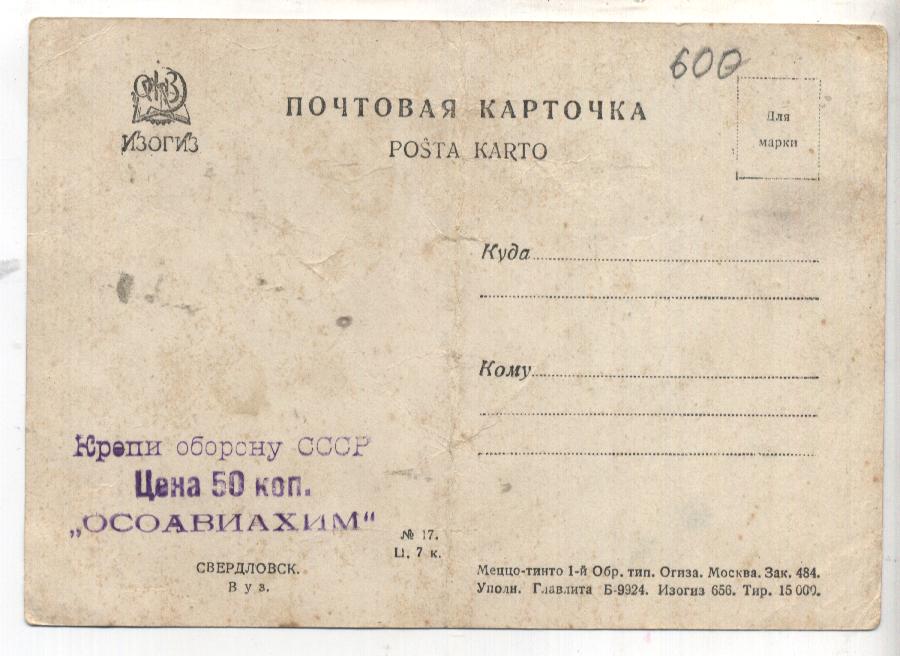 600
ИЗОГИЗ
ПОЧТОВАЯ КАРТОЧКА
POŜTA KARTO
Для
марки
Куда
Кому
Крепи оборону СССР
Цена 50 коп.
„ОСОАВИАХИМ“
№ 17.
Ц. 7 к.
СВЕРДЛОВСК.
Вуз.
Меццо-тинто 1-й Обр. тип. Огиза. Москва. Зак. 484.
Уполн. Главлита Б-9924. Изогиз 656. Тир. 15 000.